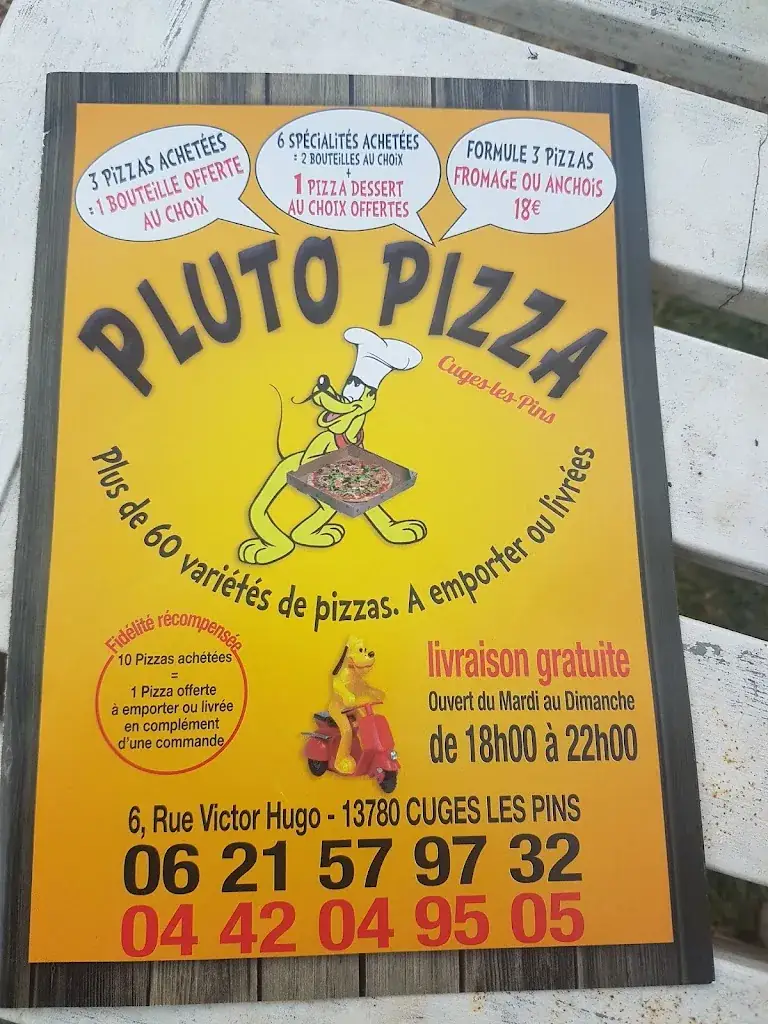 3 PIZZAS ACHETÉES
: 1 BOUTEILLE OFFERTE
AU CHOIX
6 SPÉCIALITÉS ACHETÉES
: 2 BOUTEILLES AU CHOIX
+
1 PIZZA DESSERT
AU CHOIX OFFERTES
FORMULE 3 PIZZAS
FROMAGE OU ANCHOIS
18€
PLUTO PIZZA
Cuges-les-Pins
Plus de 60 variétés de pizzas. A emporter ou livrées
Fidélité récompensée
10 Pizzas achétées
=
1 Pizza offerte
à emporter ou livrée
en complément
d'une commande
livraison gratuite
Ouvert du Mardi au Dimanche
de 18h00 à 22h00
6, Rue Victor Hugo - 13780 CUGES LES PINS
06 21 57 97 32
04 42 04 95 05